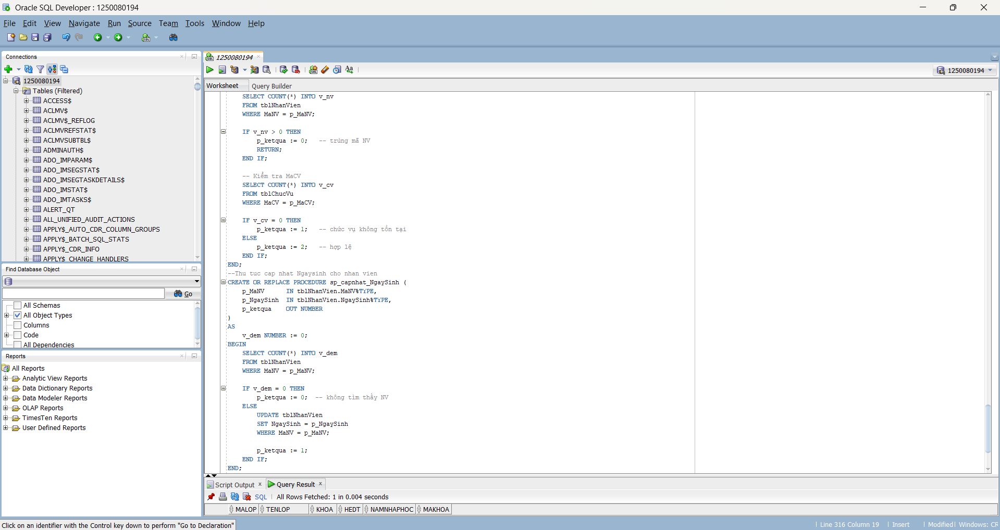 Oracle SQL Developer : 1250080194
File Edit View Navigate Run Source Team Tools Window Help
Connections
1250080194
Tables (Filtered)
ACCESS$
ACLMV$
ACLMV$_REFLOG
ACLMVREFSTAT$
ACLMVSUBTBL$
ADMINAUTH$
ADO_IMPARAM$
ADO_IMSEGSTAT$
ADO_IMSEGTASKDETAILS$
ADO_IMSTAT$
ADO_IMTASKS$
ALERT_QT
ALL_UNIFIED_AUDIT_ACTIONS
APPLY$_AUTO_CDR_COLUMN_GROUPS
APPLY$_BATCH_SQL_STATS
APPLY$_CDR_INFO
APPLY$_CHANGE_HANDLERS
Find Database Object
Go
All Schemas
All Object Types
Columns
Code
All Dependencies
Reports
All Reports
Analytic View Reports
Data Dictionary Reports
Data Modeler Reports
OLAP Reports
TimesTen Reports
User Defined Reports
1250080194
1250080194
Worksheet Query Builder
SELECT COUNT(*) INTO v_nv
FROM tblNhanVien
WHERE MaNV = p_MaNV;
IF v_nv > 0 THEN
p_ketqua := 0; -- trùng mã NV
RETURN;
END IF;
-- Kiểm tra MaCV
SELECT COUNT(*) INTO v_cv
FROM tblChucVu
WHERE MaCV = p_MaCV;
IF v_cv = 0 THEN
p_ketqua := 1; -- chức vụ không tồn tại
ELSE
p_ketqua := 2; -- hợp lệ
END IF;
END;
--Thu tuc cap nhat Ngaysinh cho nhan vien
CREATE OR REPLACE PROCEDURE sp_capnhat_NgaySinh (
p_MaNV IN tblNhanVien.MaNV%TYPE,
p_NgaySinh IN tblNhanVien.NgaySinh%TYPE,
p_ketqua OUT NUMBER
)
AS
v_dem NUMBER := 0;
BEGIN
SELECT COUNT(*) INTO v_dem
FROM tblNhanVien
WHERE MaNV = p_MaNV;
IF v_dem = 0 THEN
p_ketqua := 0; -- không tìm thấy NV
ELSE
UPDATE tblNhanVien
SET NgaySinh = p_NgaySinh
WHERE MaNV = p_MaNV;
p_ketqua := 1;
END IF;
END;
Script Output Query Result
SQL All Rows Fetched: 1 in 0.004 seconds
MALOP TENLOP KHOA HEDT NAMNHAPHOC MAKHOA
Click on an identifier with the Control key down to perform "Go to Declaration"
Line 316 Column 19 Insert Modified Windows: CR